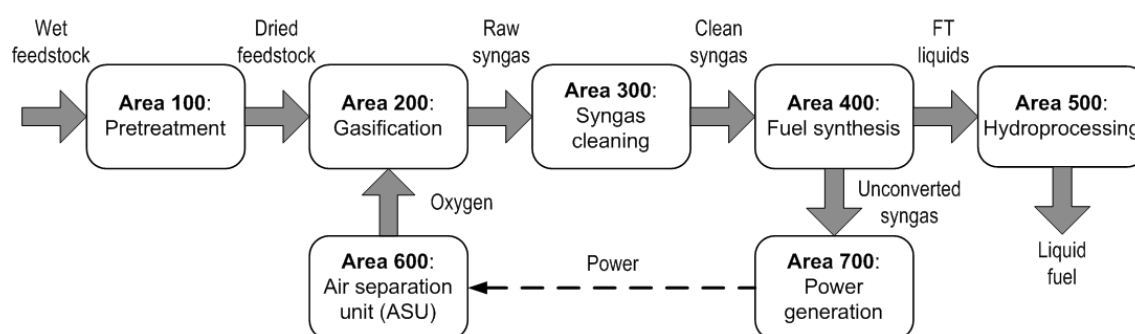 Wet
feedstock
Dried
feedstock
Raw
syngas
Clean
syngas
FT
liquids
Area 100:
Pretreatment
Area 200:
Gasification
Area 300:
Syngas
cleaning
Area 400:
Fuel synthesis
Area 500:
Hydroprocessing
Oxygen
Unconverted
syngas
Area 600:
Air separation
unit (ASU)
Power
Area 700:
Power
generation
Liquid
fuel